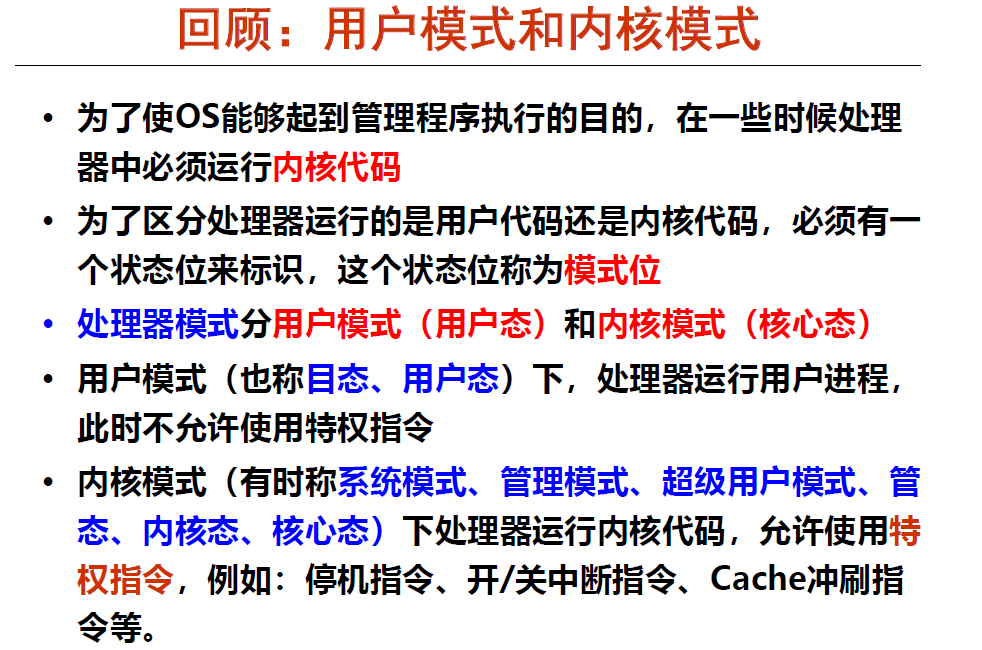 回顾：用户模式和内核模式
• 为了使OS能够起到管理程序执行的目的，在一些时候处理
器中必须运行内核代码
• 为了区分处理器运行的是用户代码还是内核代码，必须有一
个状态位来标识，这个状态位称为模式位
• 处理器模式分用户模式（用户态）和内核模式（核心态）
• 用户模式（也称目态、用户态）下，处理器运行用户进程，
此时不允许使用特权指令
• 内核模式（有时称系统模式、管理模式、超级用户模式、管
态、内核态、核心态）下处理器运行内核代码，允许使用特
权指令，例如：停机指令、开/关中断指令、Cache冲刷指
令等。